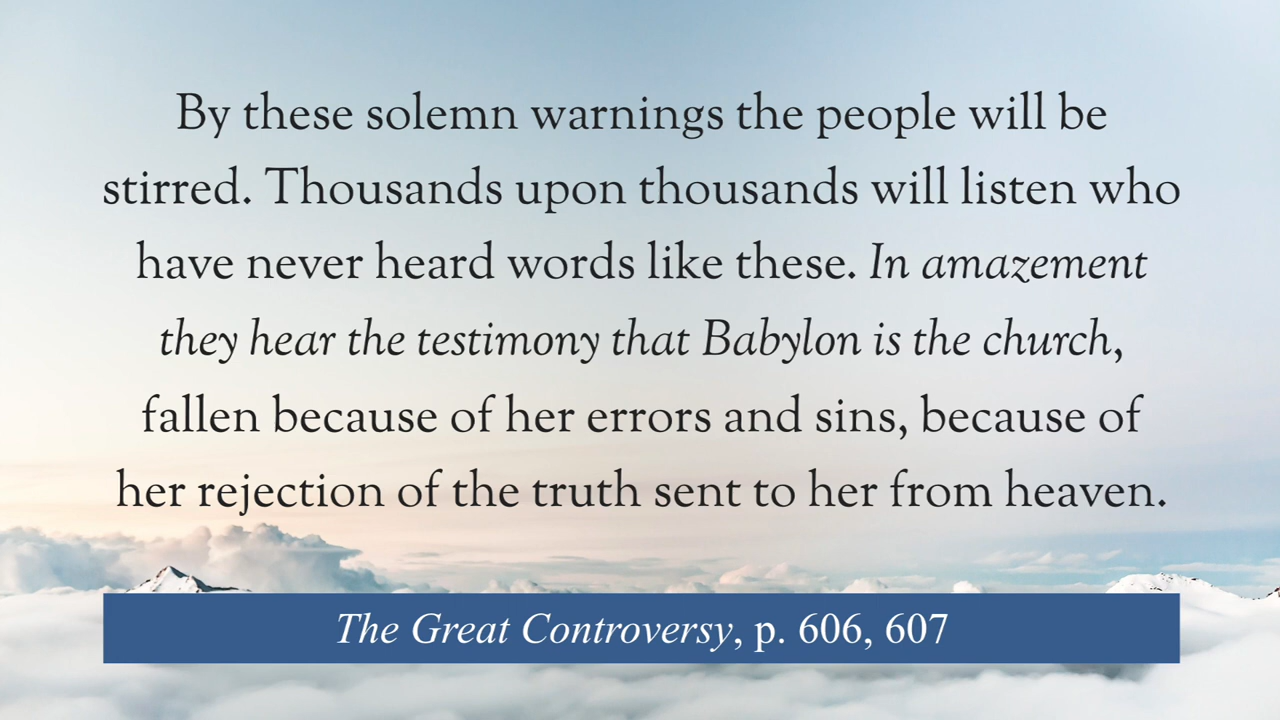 By these solemn warnings the people will be
stirred. Thousands upon thousands will listen who
have never heard words like these. In amazement
they hear the testimony that Babylon is the church,
fallen because of her errors and sins, because of
her rejection of the truth sent to her from heaven.
The Great Controversy, p. 606, 607